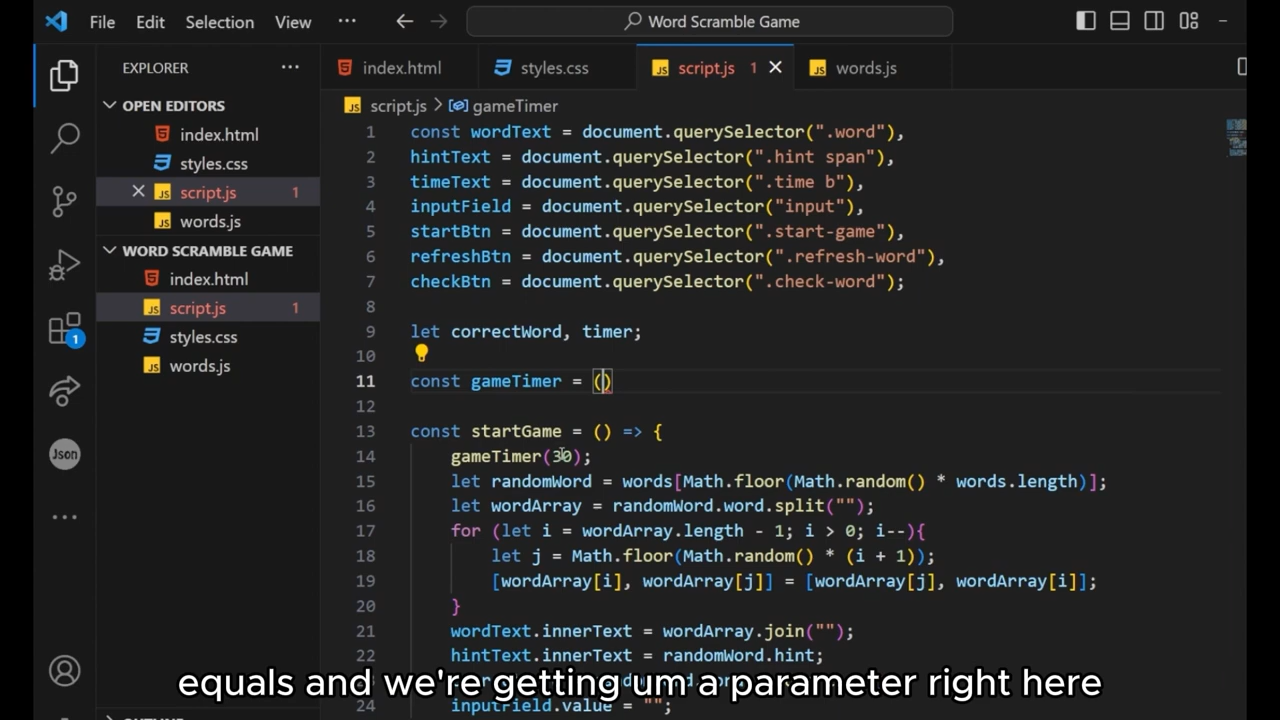 File Edit Selection View ... Word Scramble Game
EXPLORER ...
index.html styles.css script.js 1 words.js
OPEN EDITORS
index.html
styles.css
script.js 1
words.js
WORD SCRAMBLE GAME
index.html
script.js 1
styles.css
words.js
1
Json
script.js > gameTimer
1 const wordText = document.querySelector(".word"),
2 hintText = document.querySelector(".hint span"),
3 timeText = document.querySelector(".time b"),
4 inputField = document.querySelector("input"),
5 startBtn = document.querySelector(".start-game"),
6 refreshBtn = document.querySelector(".refresh-word"),
7 checkBtn = document.querySelector(".check-word");
8
9 let correctWord, timer;
10
11 const gameTimer = ()
12
13 const startGame = () => {
14 gameTimer(30);
15 let randomWord = words[Math.floor(Math.random() * words.length)];
16 let wordArray = randomWord.word.split("");
17 for (let i = wordArray.length - 1; i > 0; i--){
18 let j = Math.floor(Math.random() * (i + 1));
19 [wordArray[i], wordArray[j]] = [wordArray[j], wordArray[i]];
20 }
21 wordText.innerText = wordArray.join("");
22 hintText.innerText = randomWord.hint;
24 inputField.value = "";
equals and we're getting um a parameter right here